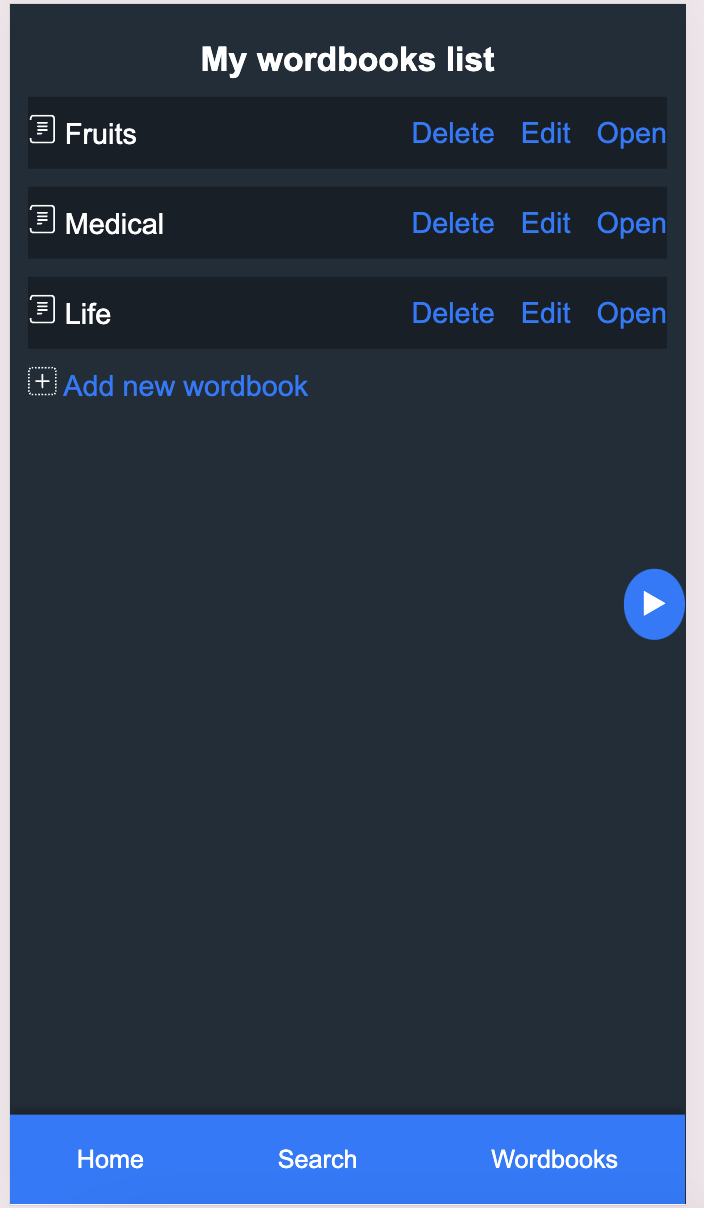 My wordbooks list
Fruits Delete Edit Open
Medical Delete Edit Open
Life Delete Edit Open
Add new wordbook
Home Search Wordbooks